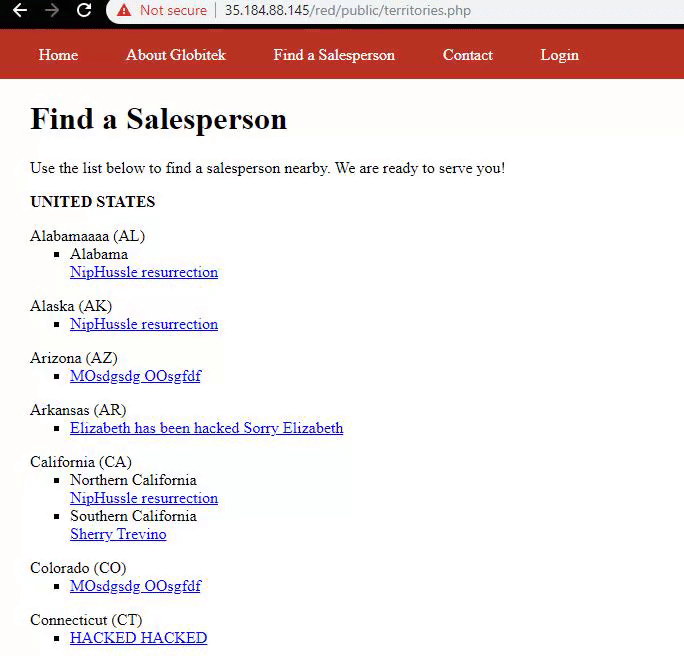 Not secure | 35.184.88.145/red/public/territories.php
Home About Globitek Find a Salesperson Contact Login
Find a Salesperson
Use the list below to find a salesperson nearby. We are ready to serve you!
UNITED STATES
Alabamaaaa (AL)
Alabama
NipHussle resurrection
Alaska (AK)
NipHussle resurrection
Arizona (AZ)
MOsdgsdg OOsgfdf
Arkansas (AR)
Elizabeth has been hacked Sorry Elizabeth
California (CA)
Northern California
NipHussle resurrection
Southern California
Sherry Trevino
Colorado (CO)
MOsdgsdg OOsgfdf
Connecticut (CT)
HACKED HACKED